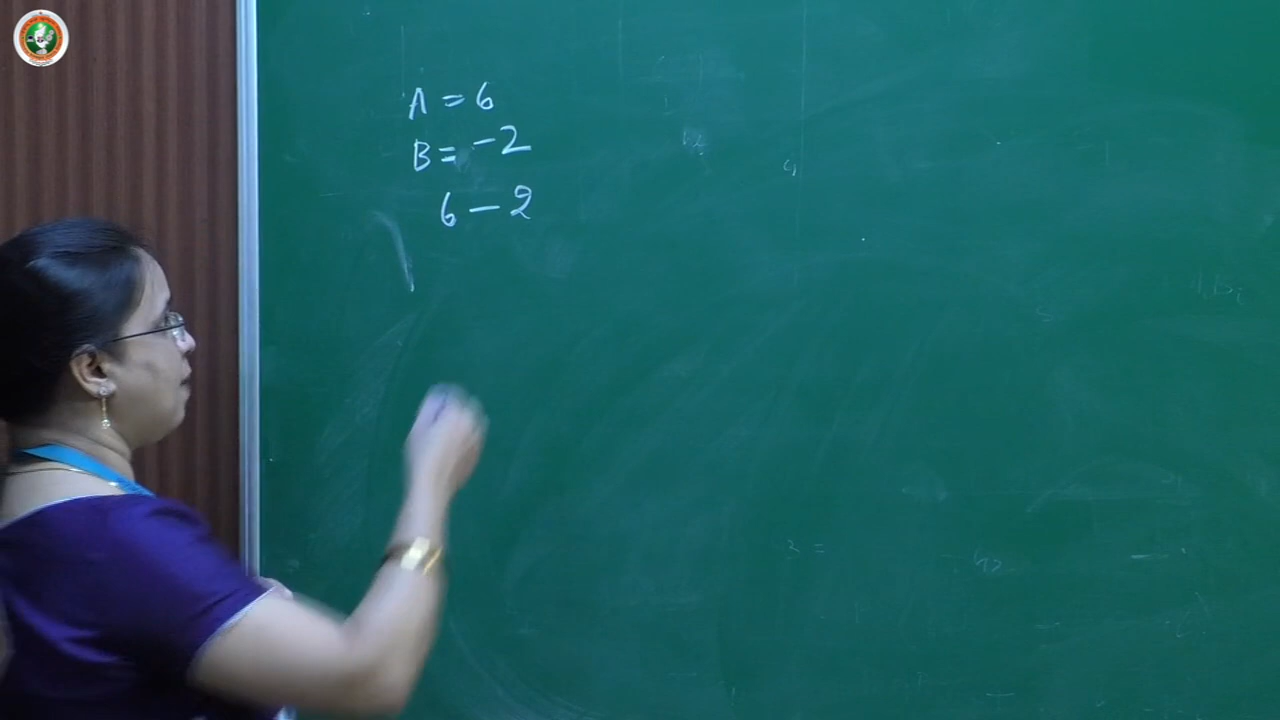 A = 6
B = -2
6 - 2